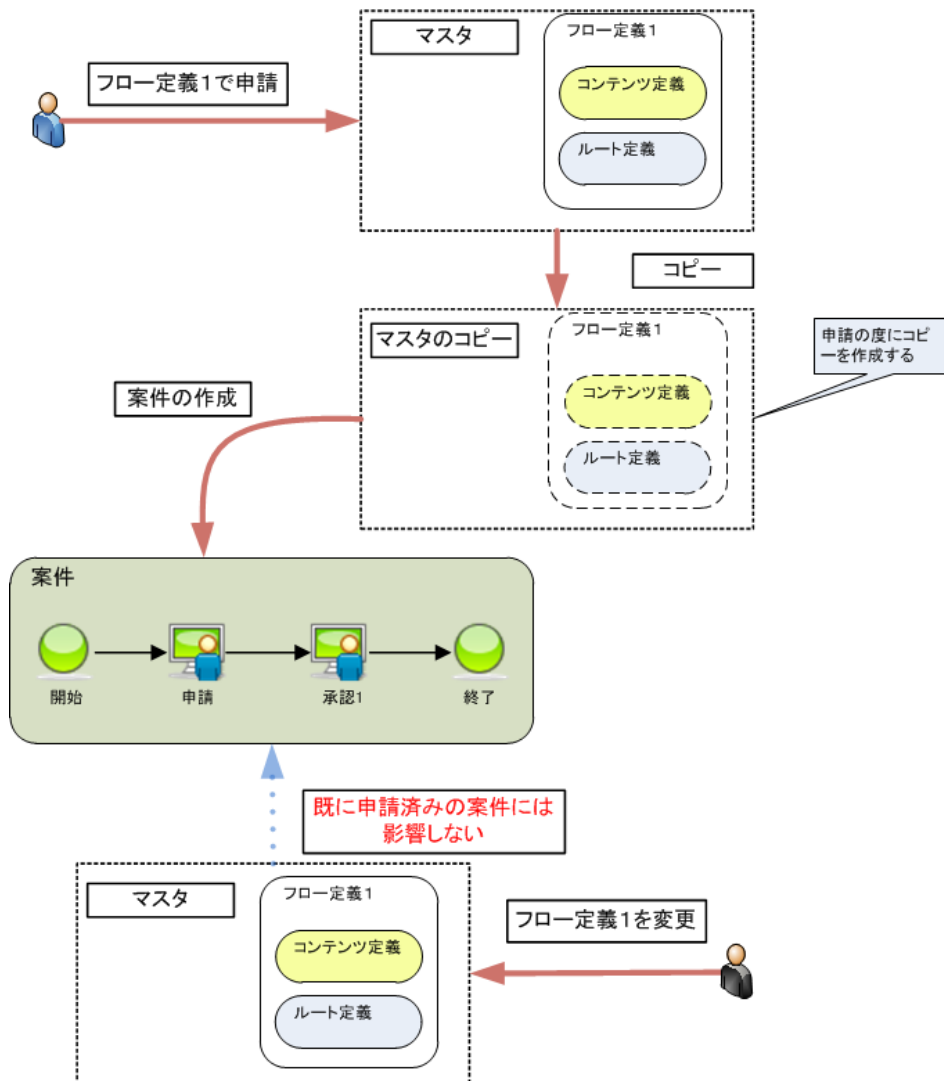 マスタ
フロー定義1
コンテンツ定義
ルート定義
フロー定義1で申請
コピー
マスタのコピー
フロー定義1
コンテンツ定義
ルート定義
申請の度にコピ
ーを作成する
案件の作成
案件
開始
申請
承認1
終了
既に申請済みの案件には
影響しない
マスタ
フロー定義1
コンテンツ定義
ルート定義
フロー定義1を変更